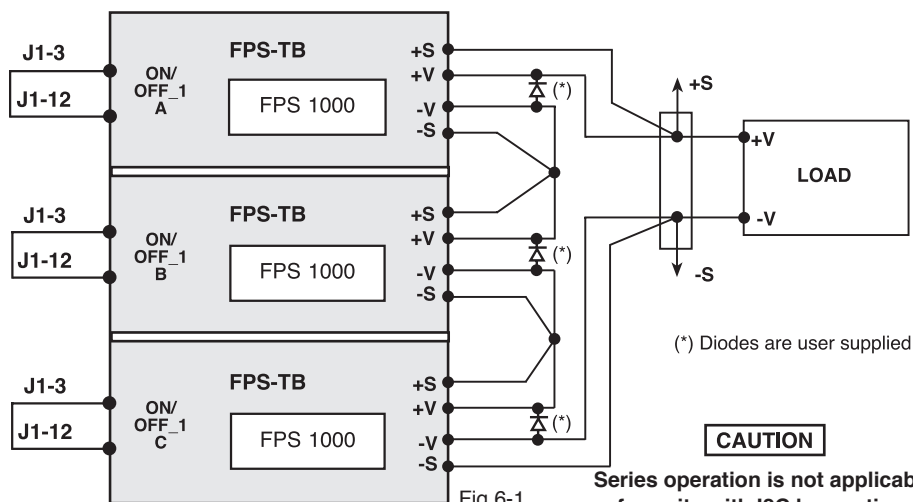 J1-3
J1-12
ON/
OFF_1
A
FPS-TB
FPS 1000
+S
+V
-V
-S
(*)
J1-3
J1-12
ON/
OFF_1
B
FPS-TB
FPS 1000
+S
+V
-V
-S
(*)
J1-3
J1-12
ON/
OFF_1
C
FPS-TB
FPS 1000
+S
+V
-V
-S
(*)
+S
-S
+V
-V
LOAD
(*) Diodes are user supplied
CAUTION
Series operation is not
Fig 6-1